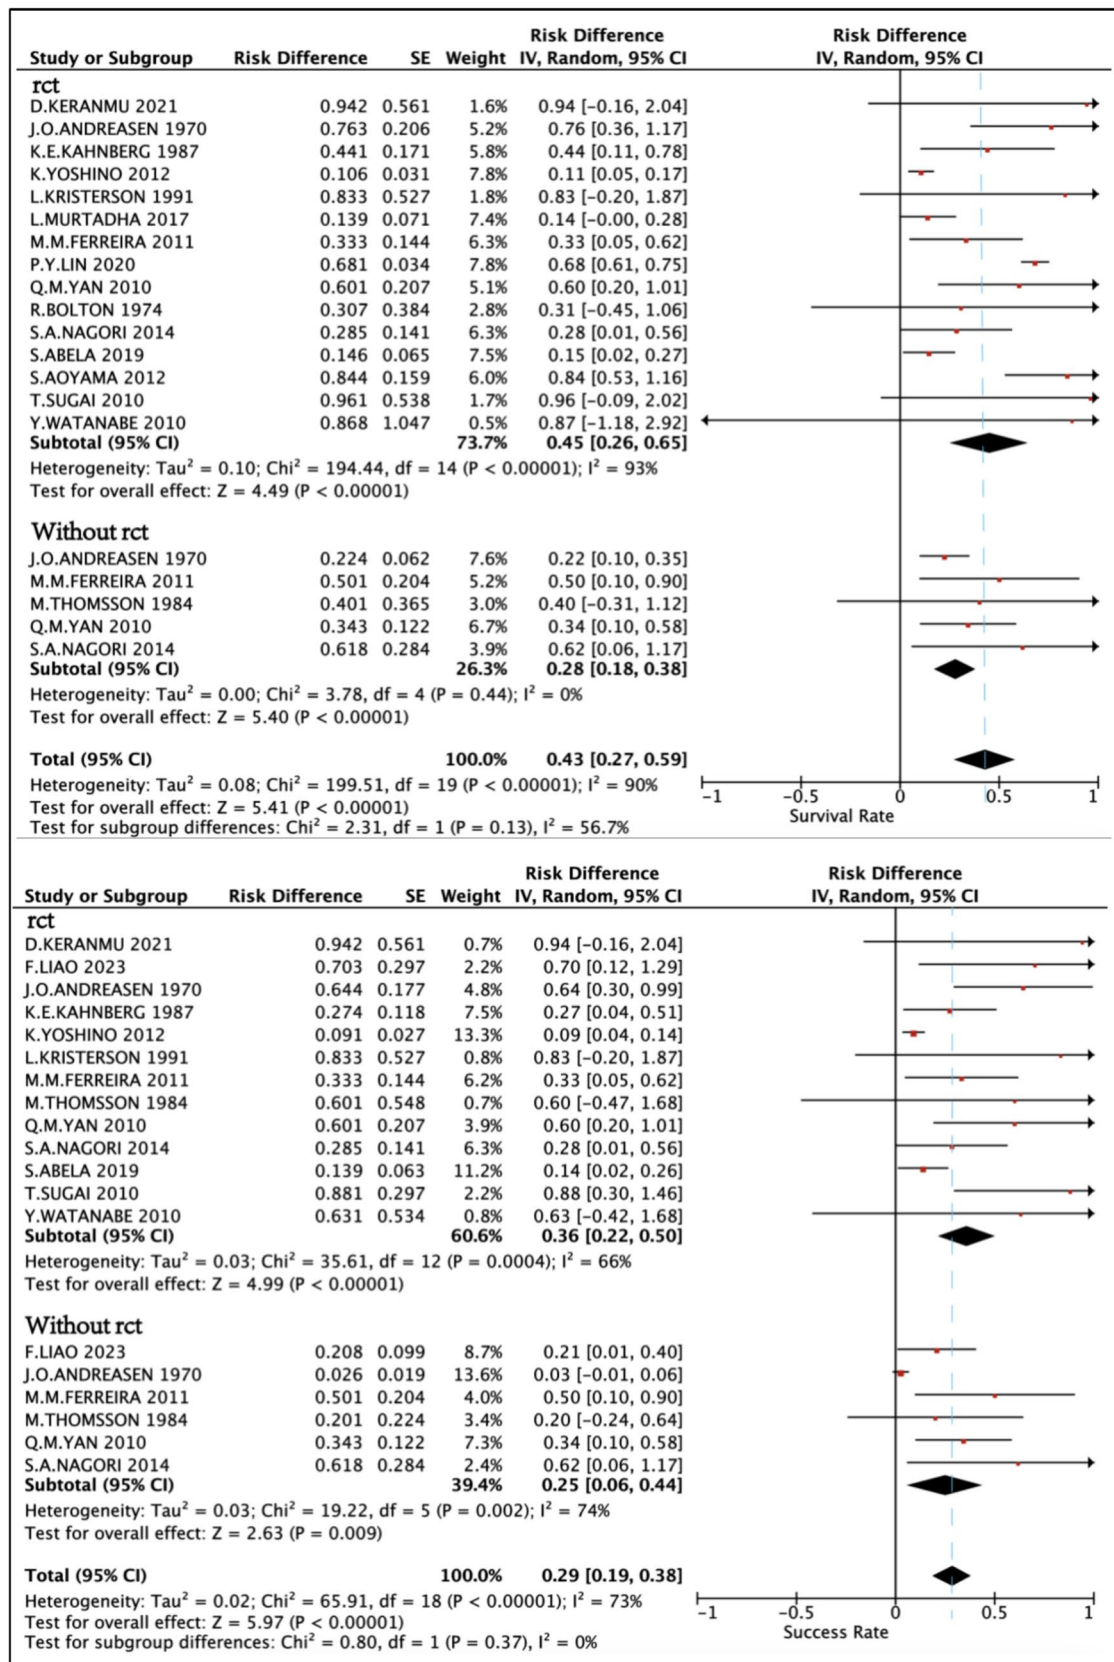 Risk Difference Risk Difference
Study or Subgroup Risk Difference SE Weight IV, Random, 95% CI IV, Random, 95% CI
rct
D.KERANMU 2021 0.942 0.561 1.6% 0.94 [-0.16, 2.04]
J.O.ANDREASEN 1970 0.763 0.206 5.2% 0.76 [0.36, 1.17]
K.E.KAHNBERG 1987 0.441 0.171 5.8% 0.44 [0.11, 0.78]
K.YOSHINO 2012 0.106 0.031 7.8% 0.11 [0.05, 0.17]
L.KRISTERSON 1991 0.833 0.527 1.8% 0.83 [-0.20, 1.87]
L.MURTADHA 2017 0.139 0.071 7.4% 0.14 [-0.00, 0.28]
M.M.FERREIRA 2011 0.333 0.144 6.3% 0.33 [0.05, 0.62]
P.Y.LIN 2020 0.681 0.034 7.8% 0.68 [0.61, 0.75]
Q.M.YAN 2010 0.601 0.207 5.1% 0.60 [0.20, 1.01]
R.BOLTON 1974 0.307 0.384 2.8% 0.31 [-0.45, 1.06]
S.A.NAGORI 2014 0.285 0.141 6.3% 0.28 [0.01, 0.56]
S.ABELA 2019 0.146 0.065 7.5% 0.15 [0.02, 0.27]
S.AOYAMA 2012 0.844 0.159 6.0% 0.84 [0.53, 1.16]
T.SUGAI 2010 0.961 0.538 1.7% 0.96 [-0.09, 2.02]
Y.WATANABE 2010 0.868 1.047 0.5% 0.87 [-1.18, 2.92]
Subtotal (95% CI) 73.7% 0.45 [0.26, 0.65]
Heterogeneity: Tau² = 0.10; Chi² = 194.44, df = 14 (P < 0.00001); I² = 93%
Test for overall effect: Z = 4.49 (P < 0.00001)
Without rct
J.O.ANDREASEN 1970 0.224 0.062 7.6% 0.22 [0.10, 0.35]
M.M.FERREIRA 2011 0.501 0.204 5.2% 0.50 [0.10, 0.90]
M.THOMSSON 1984 0.401 0.365 3.0% 0.40 [-0.31, 1.12]
Q.M.YAN 2010 0.343 0.122 6.7% 0.34 [0.10, 0.58]
S.A.NAGORI 2014 0.618 0.284 3.9% 0.62 [0.06, 1.17]
Subtotal (95% CI) 26.3% 0.28 [0.18, 0.38]
Heterogeneity: Tau² = 0.00; Chi² = 3.78, df = 4 (P = 0.44); I² = 0%
Test for overall effect: Z = 5.40 (P < 0.00001)
Total (95% CI) 100.0% 0.43 [0.27, 0.59]
Heterogeneity: Tau² = 0.08; Chi² = 199.51, df = 19 (P < 0.00001); I² = 90%
-1 -0.5 0 0.5 1
Test for overall effect: Z = 5.41 (P < 0.00001)
Survival Rate
Test for subgroup differences: Chi² = 2.31, df = 1 (P = 0.13), I² = 56.7%
Risk Difference Risk Difference
Study or Subgroup Risk Difference SE Weight IV, Random, 95% CI IV, Random, 95% CI
rct
D.KERANMU 2021 0.942 0.561 0.7% 0.94 [-0.16, 2.04]
F.LIAO 2023 0.703 0.297 2.2% 0.70 [0.12, 1.29]
J.O.ANDREASEN 1970 0.644 0.177 4.8% 0.64 [0.30, 0.99]
K.E.KAHNBERG 1987 0.274 0.118 7.5% 0.27 [0.04, 0.51]
K.YOSHINO 2012 0.091 0.027 13.3% 0.09 [0.04, 0.14]
L.KRISTERSON 1991 0.833 0.527 0.8% 0.83 [-0.20, 1.87]
M.M.FERREIRA 2011 0.333 0.144 6.2% 0.33 [0.05, 0.62]
M.THOMSSON 1984 0.601 0.548 0.7% 0.60 [-0.47, 1.68]
Q.M.YAN 2010 0.601 0.207 3.9% 0.60 [0.20, 1.01]
S.A.NAGORI 2014 0.285 0.141 6.3% 0.28 [0.01, 0.56]
S.ABELA 2019 0.139 0.063 11.2% 0.14 [0.02, 0.26]
T.SUGAI 2010 0.881 0.297 2.2% 0.88 [0.30, 1.46]
Y.WATANABE 2010 0.631 0.534 0.8% 0.63 [-0.42, 1.68]
Subtotal (95% CI) 60.6% 0.36 [0.22, 0.50]
Heterogeneity: Tau² = 0.03; Chi² = 35.61, df = 12 (P = 0.0004); I² = 66%
Test for overall effect: Z = 4.99 (P < 0.00001)
Without rct
F.LIAO 2023 0.208 0.099 8.7% 0.21 [0.01, 0.40]
J.O.ANDREASEN 1970 0.026 0.019 13.6% 0.03 [-0.01, 0.06]
M.M.FERREIRA 2011 0.501 0.204 4.0% 0.50 [0.10, 0.90]
M.THOMSSON 1984 0.201 0.224 3.4% 0.20 [-0.24, 0.64]
Q.M.YAN 2010 0.343 0.122 7.3% 0.34 [0.10, 0.58]
S.A.NAGORI 2014 0.618 0.284 2.4% 0.62 [0.06, 1.17]
Subtotal (95% CI) 39.4% 0.25 [0.06, 0.44]
Heterogeneity: Tau² = 0.03; Chi² = 19.22, df = 5 (P = 0.002); I² = 74%
Test for overall effect: Z = 2.63 (P = 0.009)
Total (95% CI) 100.0% 0.29 [0.19, 0.38]
Heterogeneity: Tau² = 0.02; Chi² = 65.91, df = 18 (P < 0.00001); I² = 73%
-1 -0.5 0 0.5 1
Test for overall effect: Z = 5.97 (P < 0.00001)
Success Rate
Test for subgroup differences: Chi² = 0.80, df = 1 (P = 0.37), I² = 0%